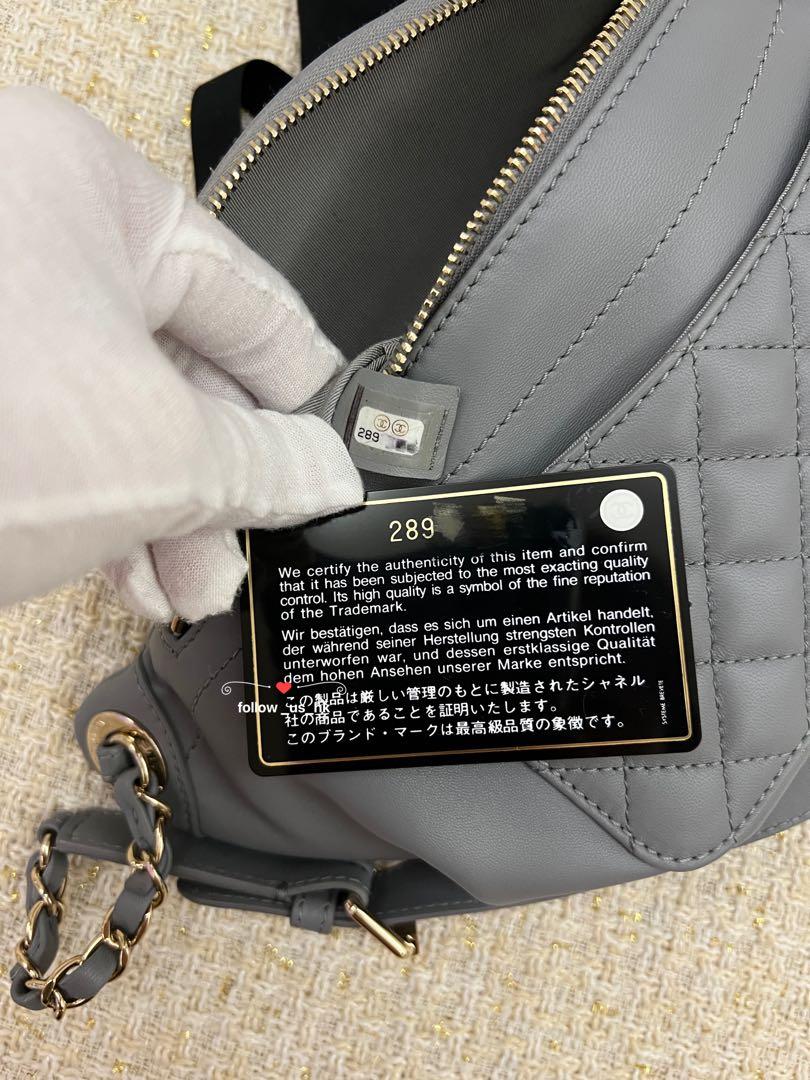 289
289
We certify the authenticity of this item and confirm
that it has been subjected to the most exacting quality
control. Its high quality is a symbol of the fine reputation
of the Trademark.
Wir bestätigen, dass es sich um einen Artikel handelt,
der während seiner Herstellung strengsten Kontrollen
unterworfen war, und dessen erstklassige Qualität
dem hohen Ansehen unserer Marke entspricht.
この製品は厳しい管理のもとに製造されたシャネル
社の商品であることを証明いたします。
このブランド・マークは最高級品質の象徴です。
SYSTEME BREVETE
follow_us_hk